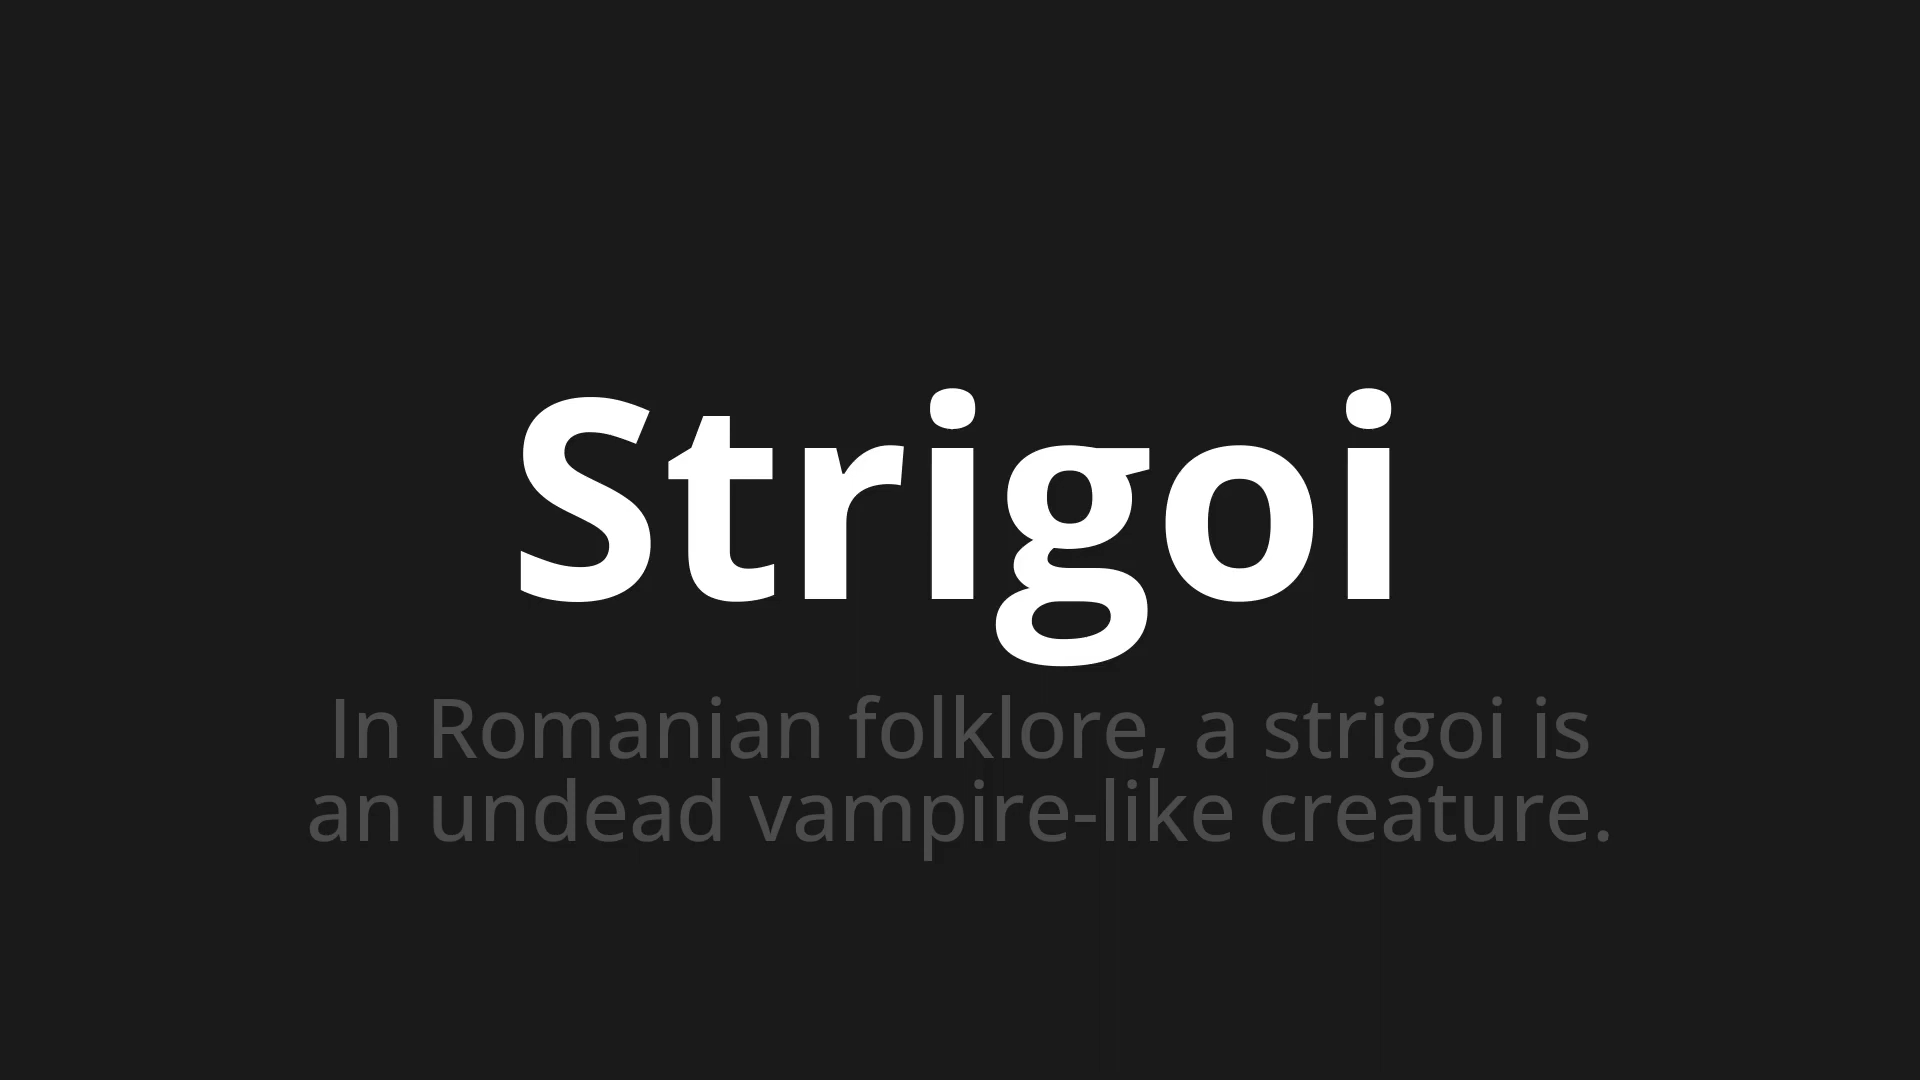 Strigoi
In Romanian folklore, a strigoi is
an undead vampire-like creature.